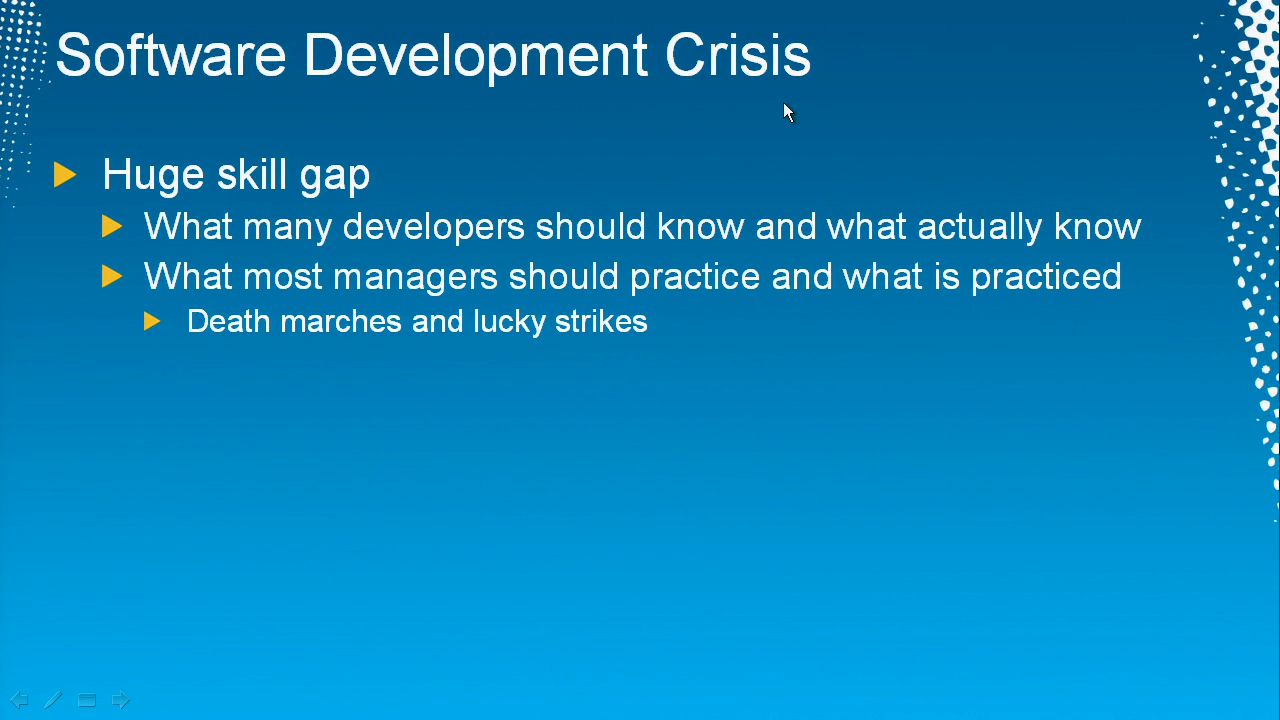 Software Development Crisis
Huge skill gap
What many developers should know and what actually know
What most managers should practice and what is practiced
Death marches and lucky strikes